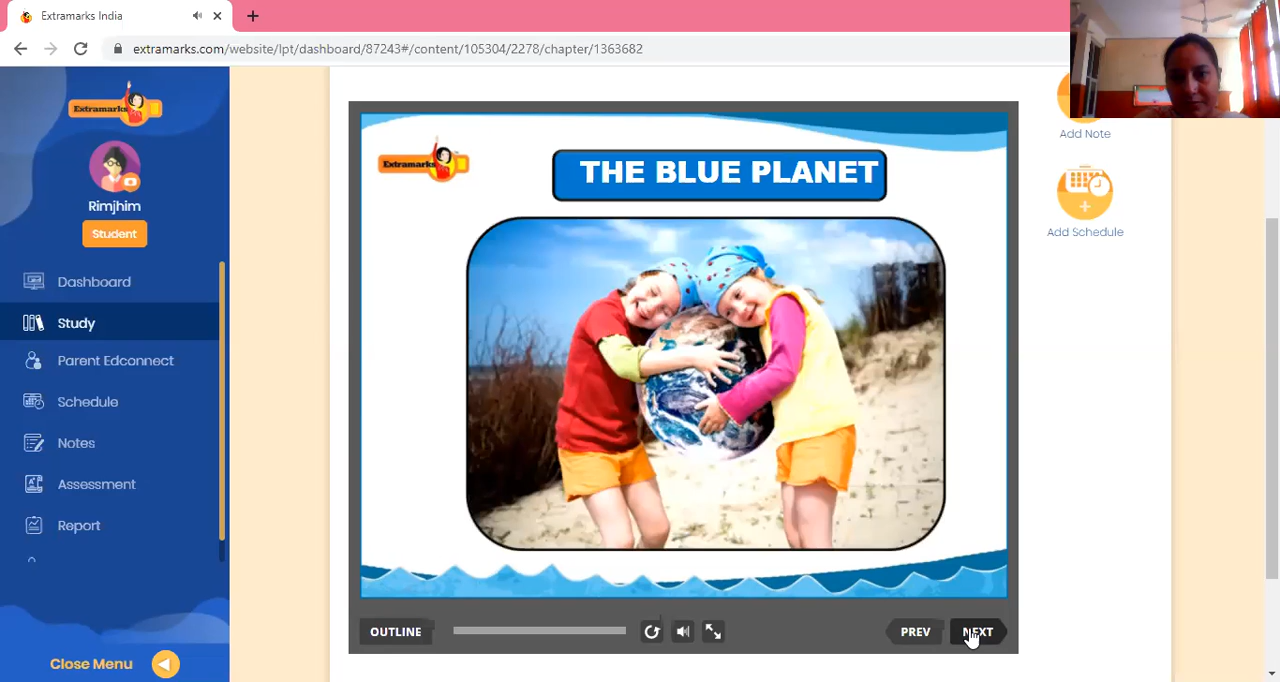 Extramarks India
extramarks.com/website/lpt/dashboard/87243#/content/105304/2278/chapter/1363682
Extramarks
Rimjhim
Student
Dashboard
Study
Parent Edconnect
Schedule
Notes
Assessment
Report
Close Menu
Extramarks
THE BLUE PLANET
OUTLINE
PREV
NEXT
Add Note
Add Schedule